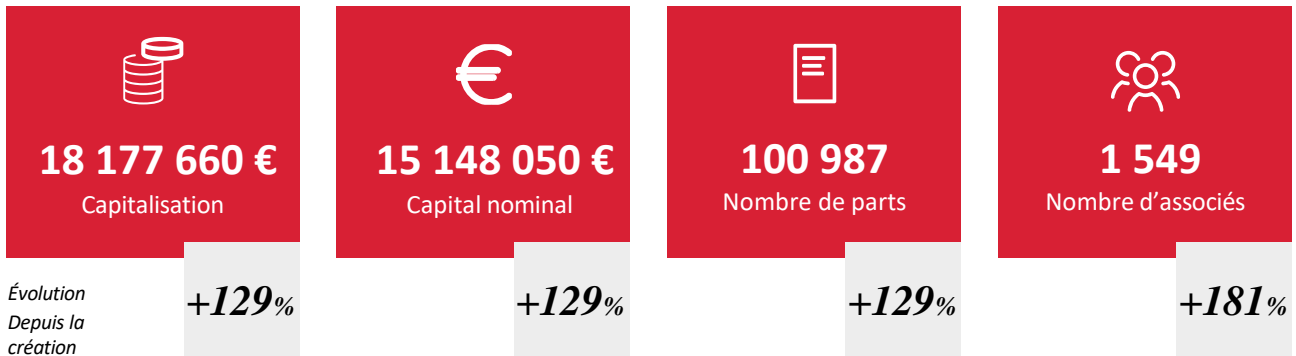 18 177 660 €
Capitalisation
15 148 050 €
Capital nominal
100 987
Nombre de parts
1 549
Nombre d’associés
Évolution
Depuis la
création
+129%
+129%
+129%
+181%